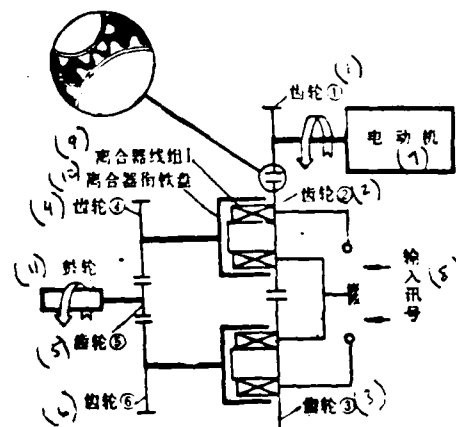 (1)
齿轮①
电动机
(7)
(9)
离合器线组I
(10)
离合器衔铁盘
齿轮②(2)
(4)
齿轮④
输入讯号
(8)
(11)
鼓轮
(5)
齿轮⑤
(6)
齿轮⑥
齿轮③(3)